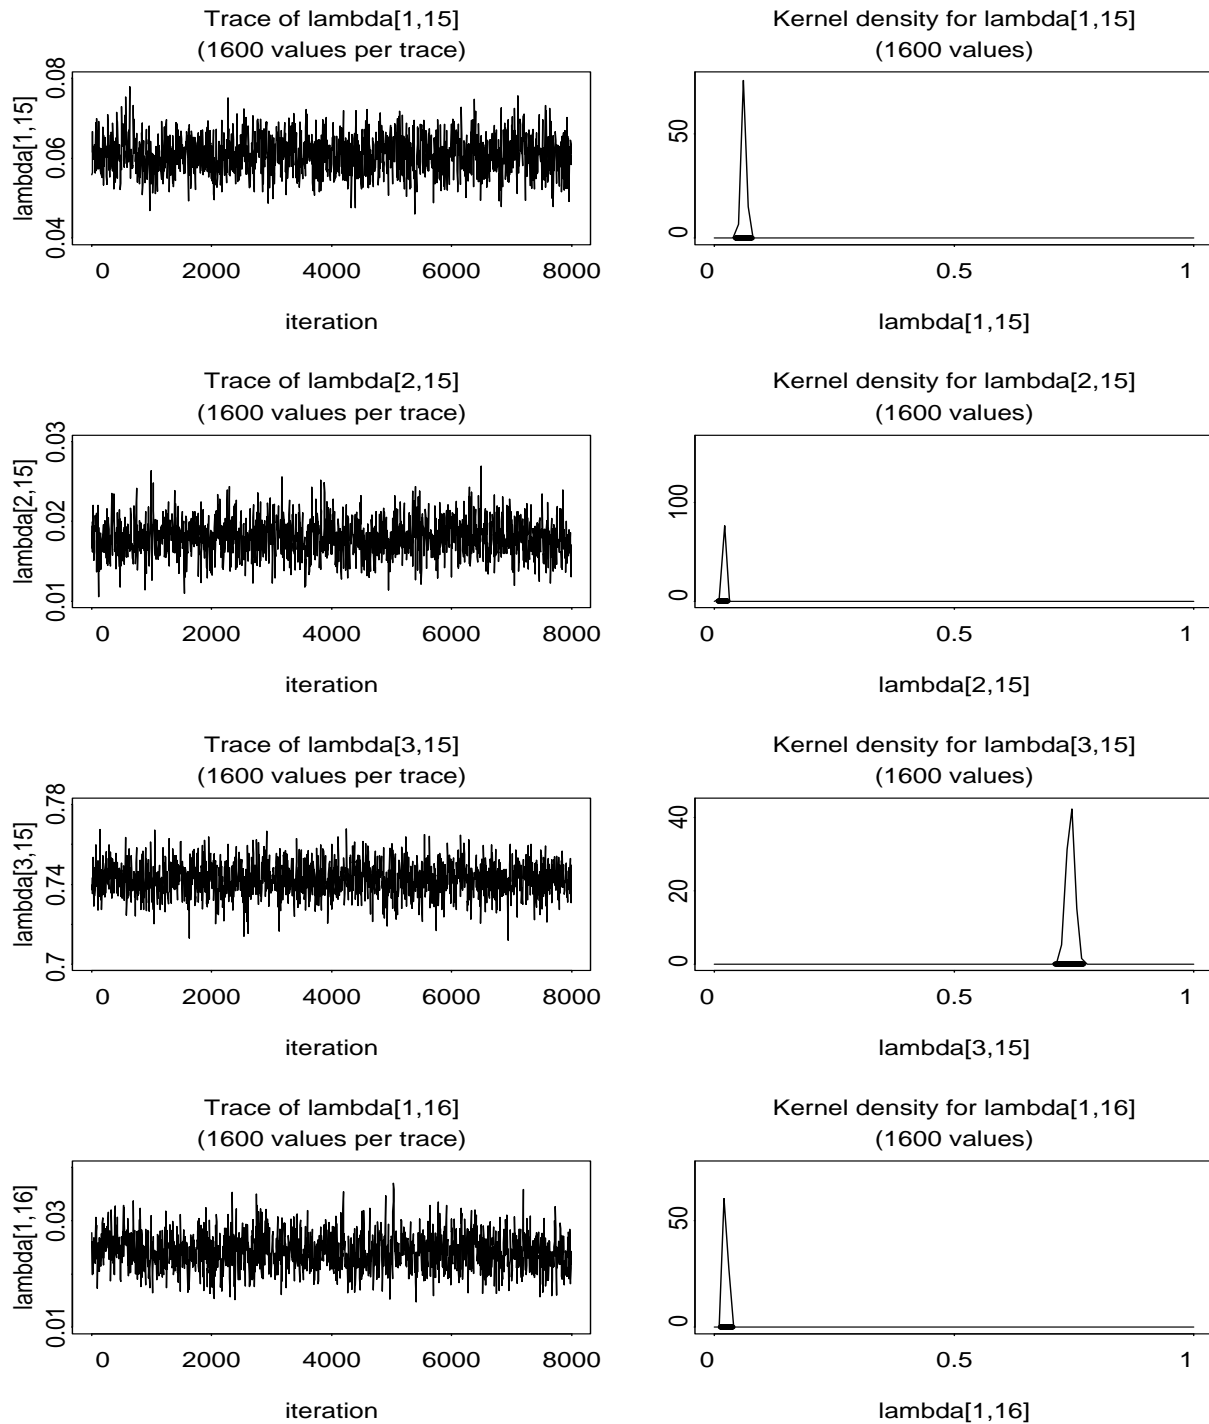 Trace of lambda[1,15]
(1600 values per trace)
lambda[1,15]
0.08
0.06
0.04
0 2000 4000 6000 8000
iteration
Kernel density for lambda[1,15]
(1600 values)
50
0
0 0.5 1
lambda[1,15]
Trace of lambda[2,15]
(1600 values per trace)
lambda[2,15]
0.03
0.02
0.01
0 2000 4000 6000 8000
iteration
Kernel density for lambda[2,15]
(1600 values)
100
0
0 0.5 1
lambda[2,15]
Trace of lambda[3,15]
(1600 values per trace)
lambda[3,15]
0.78
0.74
0.7
0 2000 4000 6000 8000
iteration
Kernel density for lambda[3,15]
(1600 values)
40
20
0
0 0.5 1
lambda[3,15]
Trace of lambda[1,16]
(1600 values per trace)
lambda[1,16]
0.03
0.01
0 2000 4000 6000 8000
iteration
Kernel density for lambda[1,16]
(1600 values)
50
0
0 0.5 1
lambda[1,16]